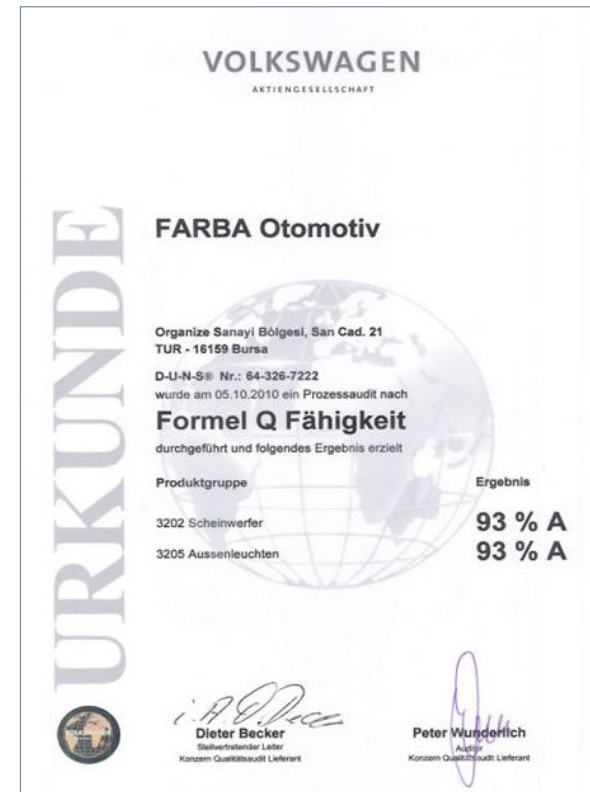 VOLKSWAGEN
AKTIENGESELLSCHAFT
URKUNDE
FARBA Otomotiv
Organize Sanayi Bölgesi, San Cad. 21
TUR - 16159 Bursa
D-U-N-S® Nr.: 64-326-7222
wurde am 05.10.2010 ein Prozessaudit nach
Formel Q Fähigkeit
durchgeführt und folgendes Ergebnis erzielt
Produktgruppe Ergebnis
3202 Scheinwerfer 93 % A
3205 Aussenleuchten 93 % A
i. A. D. Becker
Dieter Becker Peter Wunderlich
Stellvertretender Leiter Auditor
Konzern Qualitätsaudit Lieferant Konzern Qualitätsaudit Lieferant